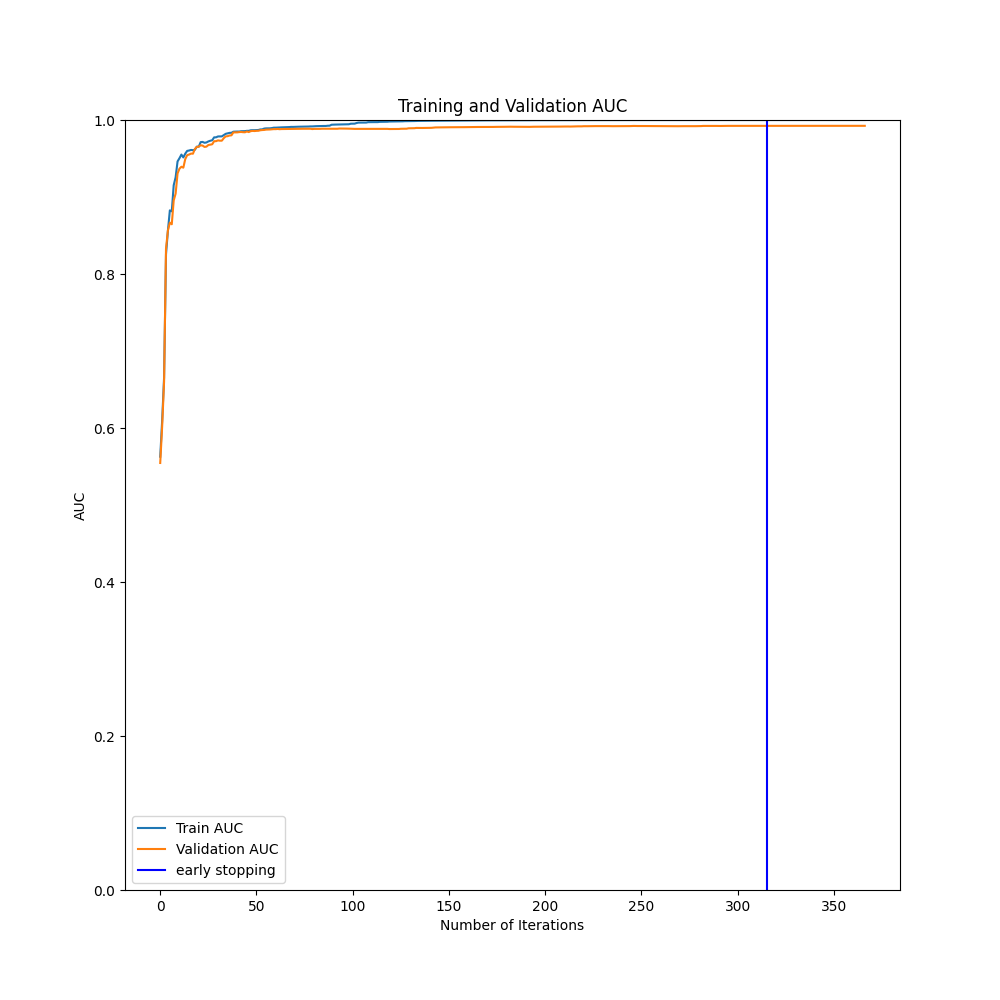 Training and Validation AUC
1.0
0.8
0.6
0.4
0.2
0.0
AUC
Train AUC
Validation AUC
early stopping
0 50 100 150 200 250 300 350
Number of Iterations